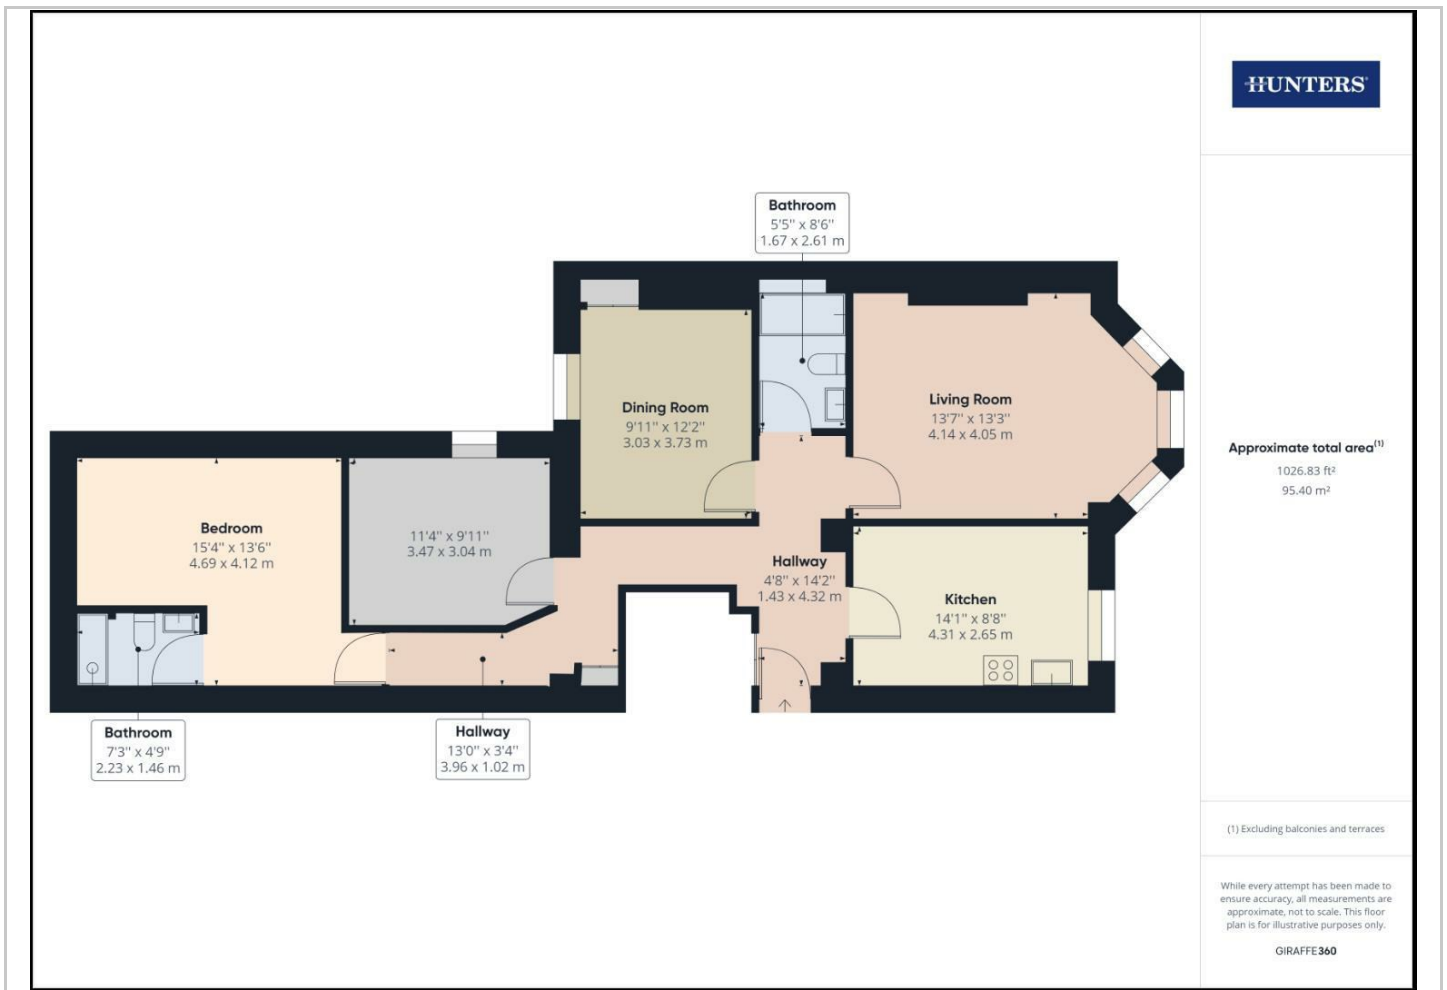 HUNTERS
Bathroom
5'5" x 8'6"
1.67 x 2.61 m
Dining Room
9'11" x 12'2"
3.03 x 3.73 m
Living Room
13'7" x 13'3"
4.14 x 4.05 m
Approximate total area(1)
1026.83 ft²
95.40 m²
Bedroom
15'4" x 13'6"
4.69 x 4.12 m
11'4" x 9'11"
3.47 x 3.04 m
Hallway
4'8" x 14'2"
1.43 x 4.32 m
Kitchen
14'1" x 8'8"
4.31 x 2.65 m
Bathroom
7'3" x 4'9"
2.23 x 1.46 m
Hallway
13'0" x 3'4"
3.96 x 1.02 m
(1) Excluding balconies and terraces
While every attempt has been made to
ensure accuracy, all measurements are
approximate, not to scale. This floor
plan is for illustrative purposes only.
GIRAFFE360